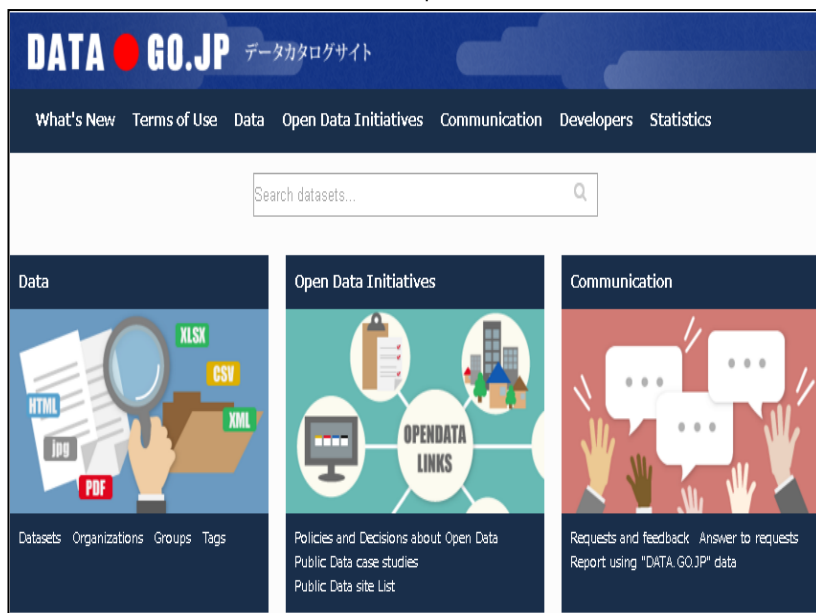 DATA GO.JP データカタログサイト
What's New Terms of Use Data Open Data Initiatives Communication Developers Statistics
Search datasets...
Data
XLSX
CSV
HTML
XML
jpg
PDF
Datasets Organizations Groups Tags
Open Data Initiatives
OPENDATA
LINKS
Policies and Decisions about Open Data
Public Data case studies
Public Data site List
Communication
Requests and feedback Answer to requests
Report using "DATA.GO.JP" data